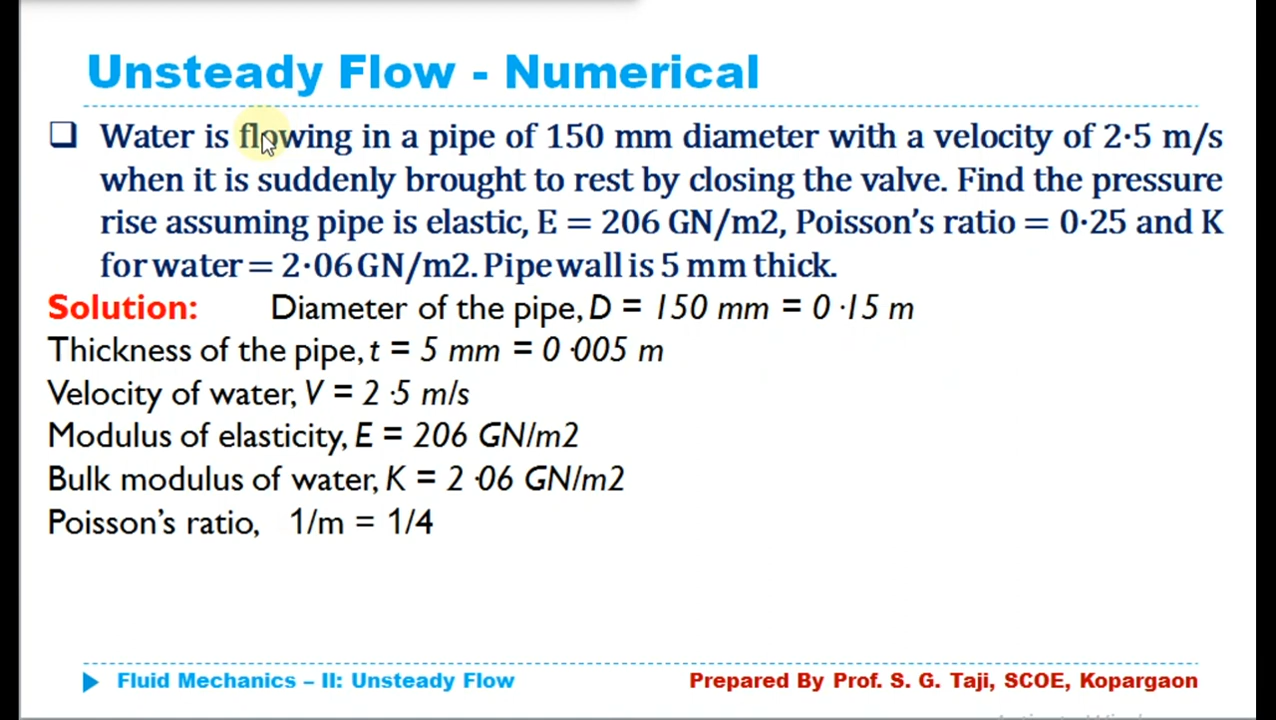 Unsteady Flow - Numerical
Water is flowing in a pipe of 150 mm diameter with a velocity of 2·5 m/s
when it is suddenly brought to rest by closing the valve. Find the pressure
rise assuming pipe is elastic, E = 206 GN/m2, Poisson's ratio = 0·25 and K
for water = 2·06 GN/m2. Pipe wall is 5 mm thick.
Solution: Diameter of the pipe, D = 150 mm = 0 ·15 m
Thickness of the pipe, t = 5 mm = 0 ·005 m
Velocity of water, V = 2 ·5 m/s
Modulus of elasticity, E = 206 GN/m2
Bulk modulus of water, K = 2 ·06 GN/m2
Poisson's ratio, 1/m = 1/4
Fluid Mechanics – II: Unsteady Flow
Prepared By Prof. S. G. Taji, SCOE, Kopargaon